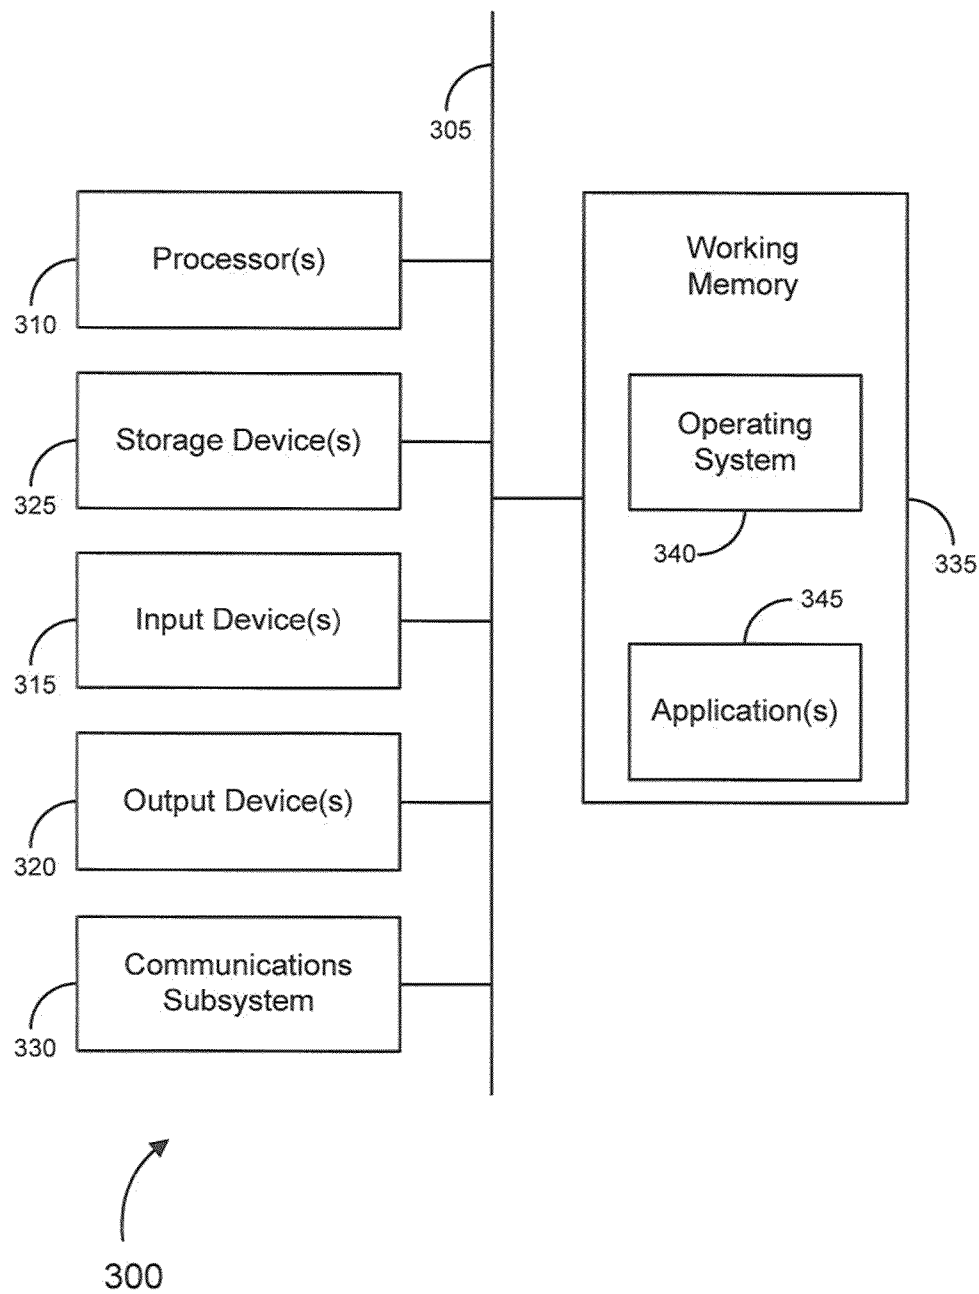 305
Processor(s)
310
Storage Device(s)
325
Input Device(s)
315
Output Device(s)
320
Communications
Subsystem
330
Working
Memory
Operating
System
340
335
345
Application(s)
300